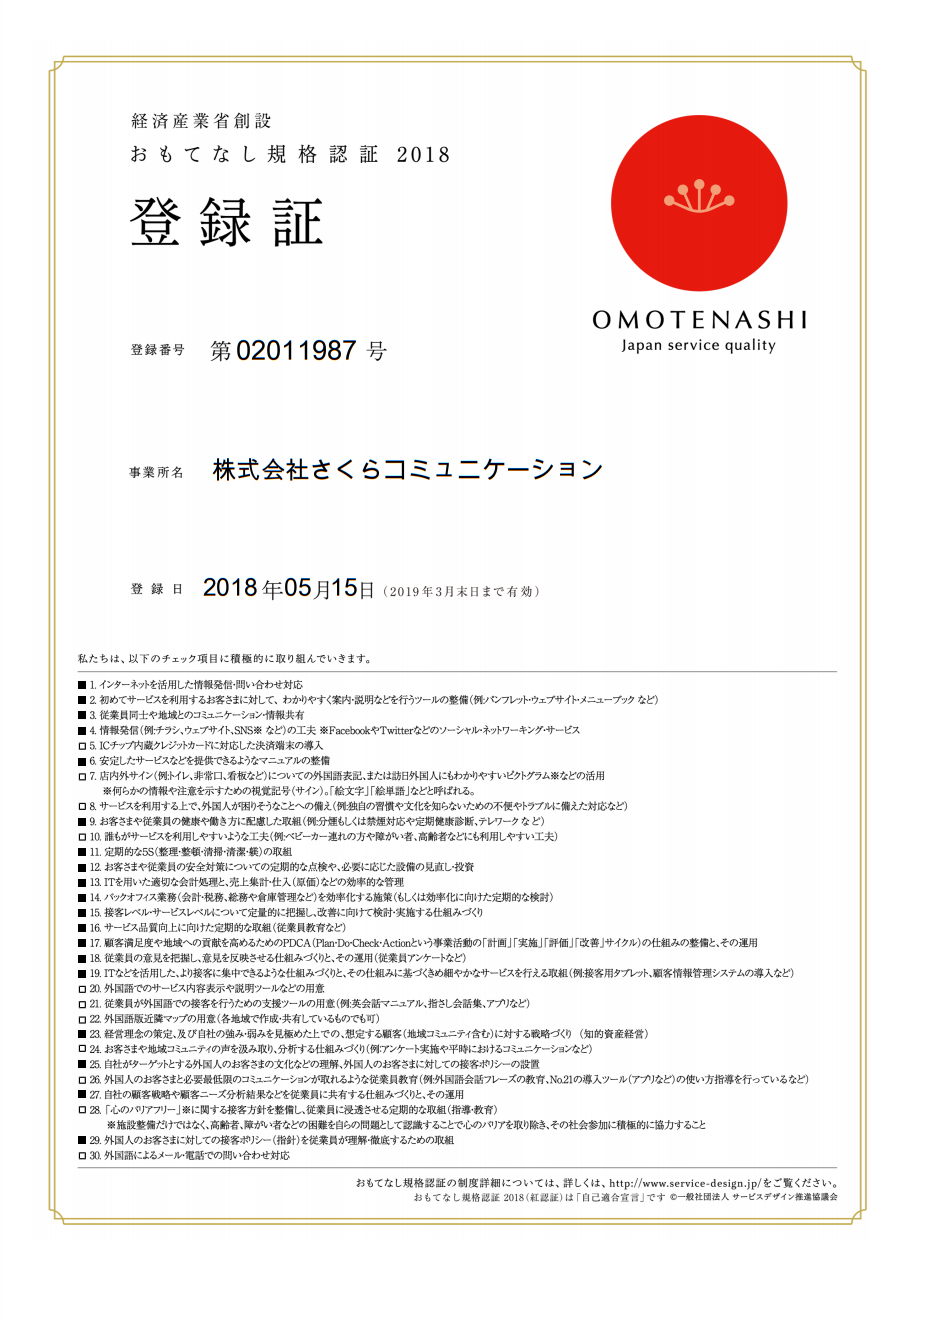 経済産業省創設
おもてなし規格認証 2018
登録証
OMOTENASHI
Japan service quality
登録番号 第02011987 号
事業所名 株式会社さくらコミュニケーション
登録日 2018年05月15日(2019年3月末日まで有効)
私たちは、以下のチェック項目に積極的に取り組んでいきます。
■ 1. インターネットを活用した情報発信・問い合わせ対応
■ 2. 初めてサービスを利用するお客さまに対して、わかりやすく案内・説明などを行うツールの整備(例:パンフレット・ウェブサイト・メニューブック など)
■ 3. 従業員同士や地域とのコミュニケーション・情報共有
■ 4. 情報発信(例:チラシ、ウェブサイト、SNS※ など)の工夫 ※FacebookやTwitterなどのソーシャル・ネットワーキング・サービス
□ 5. ICチップ内蔵クレジットカードに対応した決済端末の導入
■ 6. 安定したサービスなどを提供できるようなマニュアルの整備
□ 7. 店内外サイン(例:トイレ、非常口、看板など)についての外国語表記、または訪日外国人にもわかりやすいピクトグラム※などの活用
※何らかの情報や注意を示すための視覚記号(サイン)。「絵文字」「絵単語」などと呼ばれる。
□ 8. サービスを利用する上で、外国人が困りそうなことへの備え(例:独自の習慣や文化を知らないための不便やトラブルに備えた対応など)
■ 9. お客さまや従業員の健康や働き方に配慮した取組(例:分煙もしくは禁煙対応や定期健康診断、テレワーク など)
□ 10. 誰もがサービスを利用しやすいような工夫(例:ベビーカー連れの方や障がい者、高齢者などにも利用しやすい工夫)
■ 11. 定期的な5S(整理・整頓・清掃・清潔・躾)の取組
■ 12. お客さまや従業員の安全対策についての定期的な点検や、必要に応じた設備の見直し・投資
■ 13. ITを用いた適切な会計処理と、売上集計・仕入(原価)などの効率的な管理
■ 14. バックオフィス業務(会計・税務、総務や倉庫管理など)を効率化する施策(もしくは効率化に向けた定期的な検討)
■ 15. 接客レベル・サービスレベルについて定量的に把握し、改善に向けて検討・実施する仕組みづくり
■ 16. サービス品質向上に向けた定期的な取組(従業員教育など)
■ 17. 顧客満足度や地域への貢献を高めるためのPDCA(Plan・Do・Check・Actionという事業活動の「計画」「実施」「評価」「改善」サイクル)の仕組みの整備と、その運用
■ 18. 従業員の意見を把握し、意見を反映させる仕組みづくりと、その運用(従業員アンケートなど)
■ 19. ITなどを活用した、より接客に集中できるような仕組みづくりと、その仕組みに基づくきめ細やかなサービスを行える取組(例:接客用タブレット、顧客情報管理システムの導入など)
□ 20. 外国語でのサービス内容表示や説明ツールなどの用意
□ 21. 従業員が外国語での接客を行うための支援ツールの用意(例:英会話マニュアル、指さし会話集、アプリなど)
□ 22. 外国語版近隣マップの用意(各地域で作成・共有しているものでも可)
■ 23. 経営理念の策定、及び自社の強み・弱みを見極めた上での、想定する顧客(地域コミュニティ含む)に対する戦略づくり (知的資産経営)
□ 24. お客さまや地域コミュニティの声を汲み取り、分析する仕組みづくり(例:アンケート実施や平時におけるコミュニケーションなど)
■ 25. 自社がターゲットとする外国人のお客さまの文化などの理解、外国人のお客さまに対しての接客ポリシーの設置
□ 26. 外国人のお客さまと必要最低限のコミュニケーションが取れるような従業員教育(例:外国語会話フレーズの教育、No.21の導入ツール(アプリなど)の使い方指導を行っているなど)
■ 27. 自社の顧客戦略や顧客ニーズ分析結果などを従業員に共有する仕組みづくりと、その運用
□ 28. 「心のバリアフリー」※に関する接客方針を整備し、従業員に浸透させる定期的な取組(指導・教育)
※施設整備だけではなく、高齢者、障がい者などの困難を自らの問題として認識することで心のバリアを取り除き、その社会参加に積極的に協力すること
■ 29. 外国人のお客さまに対しての接客ポリシー(指針)を従業員が理解・徹底するための取組
□ 30. 外国語によるメール・電話での問い合わせ対応
おもてなし規格認証の制度詳細については、詳しくは、http://www.service-design.jp/をご覧ください。
おもてなし規格認証 2018(紅認証)は「自己適合宣言」です ©一般社団法人 サービスデザイン推進協議会